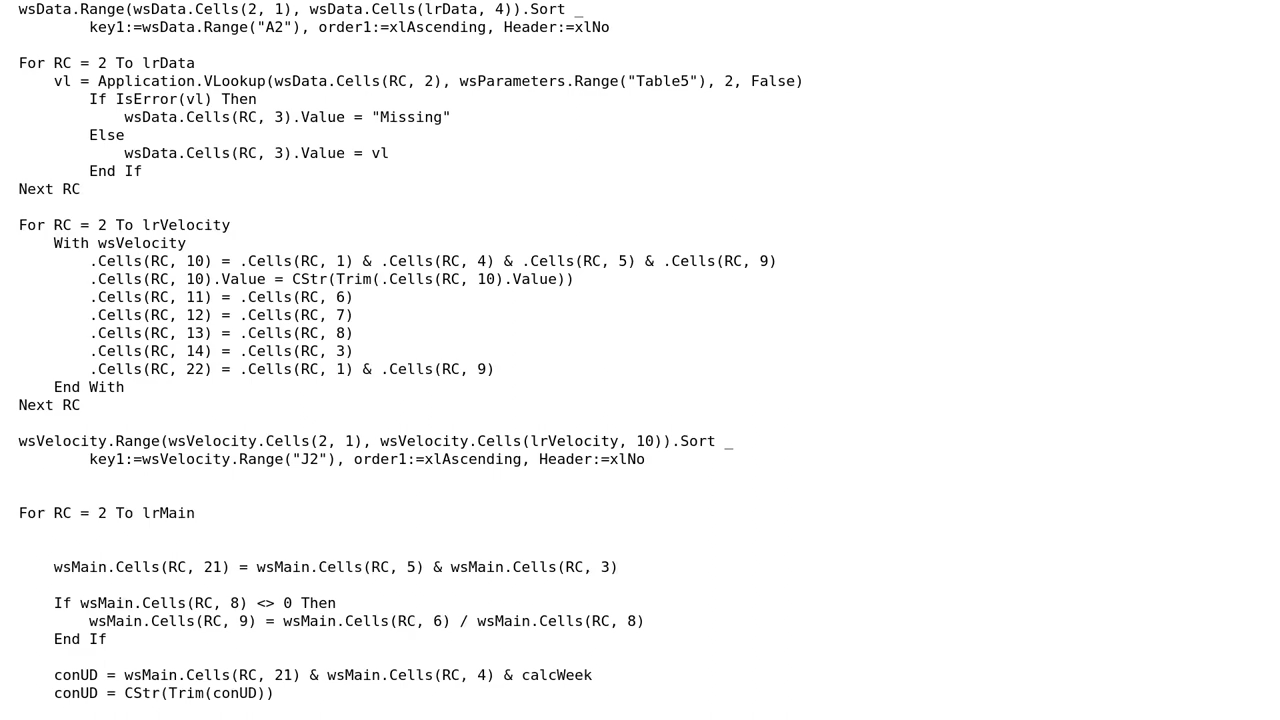 wsData.Range(wsData.Cells(2, 1), wsData.Cells(lrData, 4)).Sort _
        key1:=wsData.Range("A2"), order1:=xlAscending, Header:=xlNo

For RC = 2 To lrData
    vl = Application.VLookup(wsData.Cells(RC, 2), wsParameters.Range("Table5"), 2, False)
        If IsError(vl) Then
            wsData.Cells(RC, 3).Value = "Missing"
        Else
            wsData.Cells(RC, 3).Value = vl
        End If
Next RC

For RC = 2 To lrVelocity
    With wsVelocity
        .Cells(RC, 10) = .Cells(RC, 1) & .Cells(RC, 4) & .Cells(RC, 5) & .Cells(RC, 9)
        .Cells(RC, 10).Value = CStr(Trim(.Cells(RC, 10).Value))
        .Cells(RC, 11) = .Cells(RC, 6)
        .Cells(RC, 12) = .Cells(RC, 7)
        .Cells(RC, 13) = .Cells(RC, 8)
        .Cells(RC, 14) = .Cells(RC, 3)
        .Cells(RC, 22) = .Cells(RC, 1) & .Cells(RC, 9)
    End With
Next RC

wsVelocity.Range(wsVelocity.Cells(2, 1), wsVelocity.Cells(lrVelocity, 10)).Sort _
        key1:=wsVelocity.Range("J2"), order1:=xlAscending, Header:=xlNo


For RC = 2 To lrMain


    wsMain.Cells(RC, 21) = wsMain.Cells(RC, 5) & wsMain.Cells(RC, 3)

    If wsMain.Cells(RC, 8) <> 0 Then
        wsMain.Cells(RC, 9) = wsMain.Cells(RC, 6) / wsMain.Cells(RC, 8)
    End If

    conUD = wsMain.Cells(RC, 21) & wsMain.Cells(RC, 4) & calcWeek
    conUD = CStr(Trim(conUD))